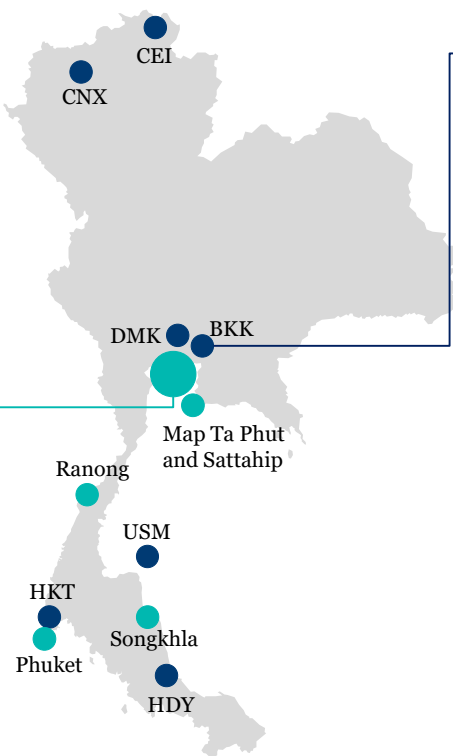 CEI
CNX
DMK
BKK
Map Ta Phut
and Sattahip
Ranong
USM
HKT
Songkhla
Phuket
HDY